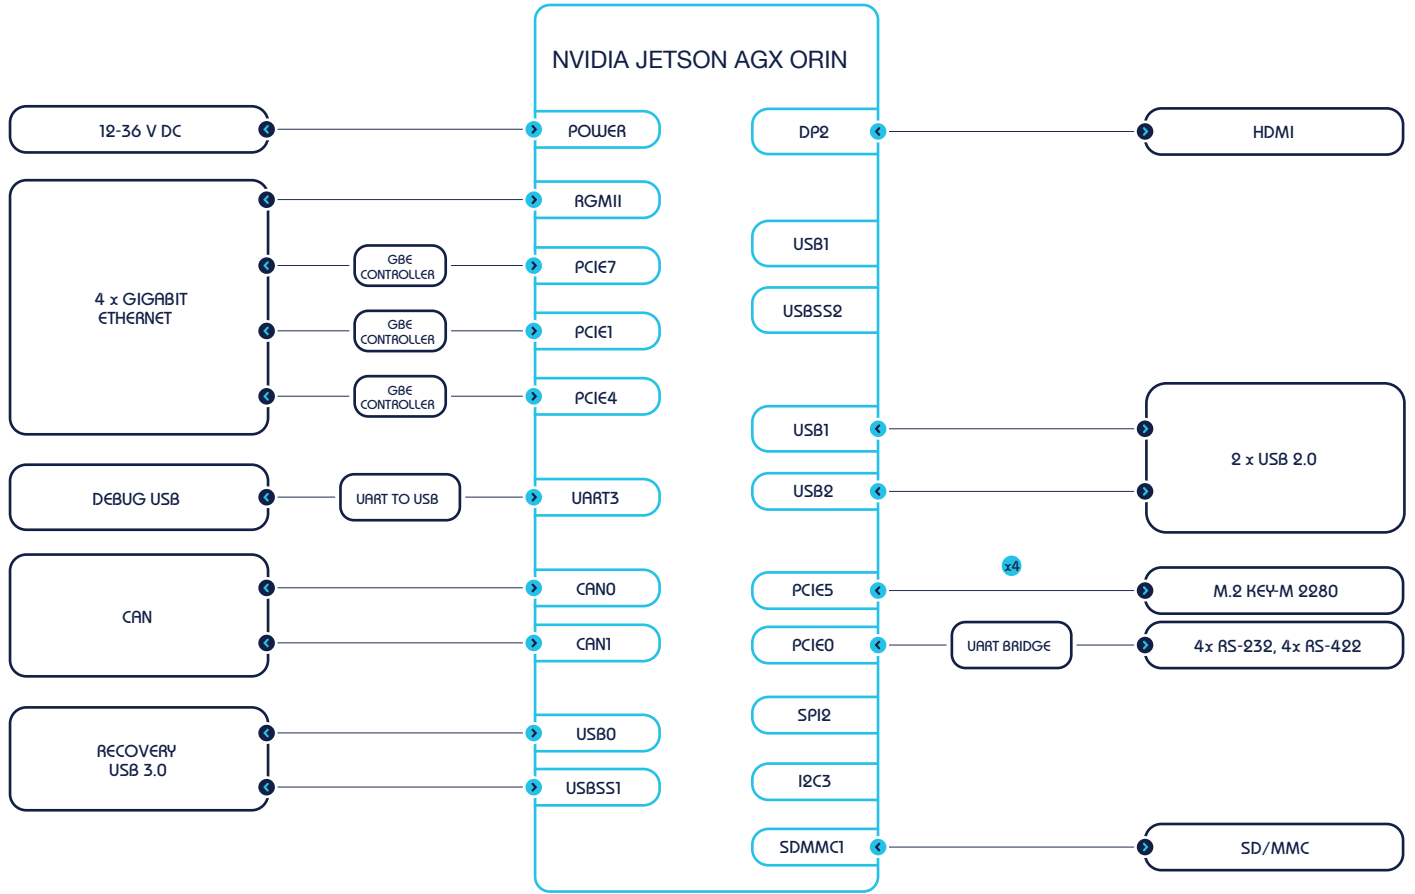 NVIDIA JETSON AGX ORIN
12-36 V DC
POWER
DP2
HDMI
RGMII
USB1
GBE
CONTROLLER
PCIE7
4 x GIGABIT
ETHERNET
USBSS2
GBE
CONTROLLER
PCIE1
GBE
CONTROLLER
PCIE4
USB1
2 x USB 2.0
USB2
DEBUG USB
UART TO USB
UART3
x4
CAN0
PCIE5
M.2 KEY-M 2280
CAN
CAN1
PCIE0
UART BRIDGE
4x RS-232, 4x RS-422
SPI2
USB0
RECOVERY
USB 3.0
USBSS1
I2C3
SDMMC1
SD/MMC